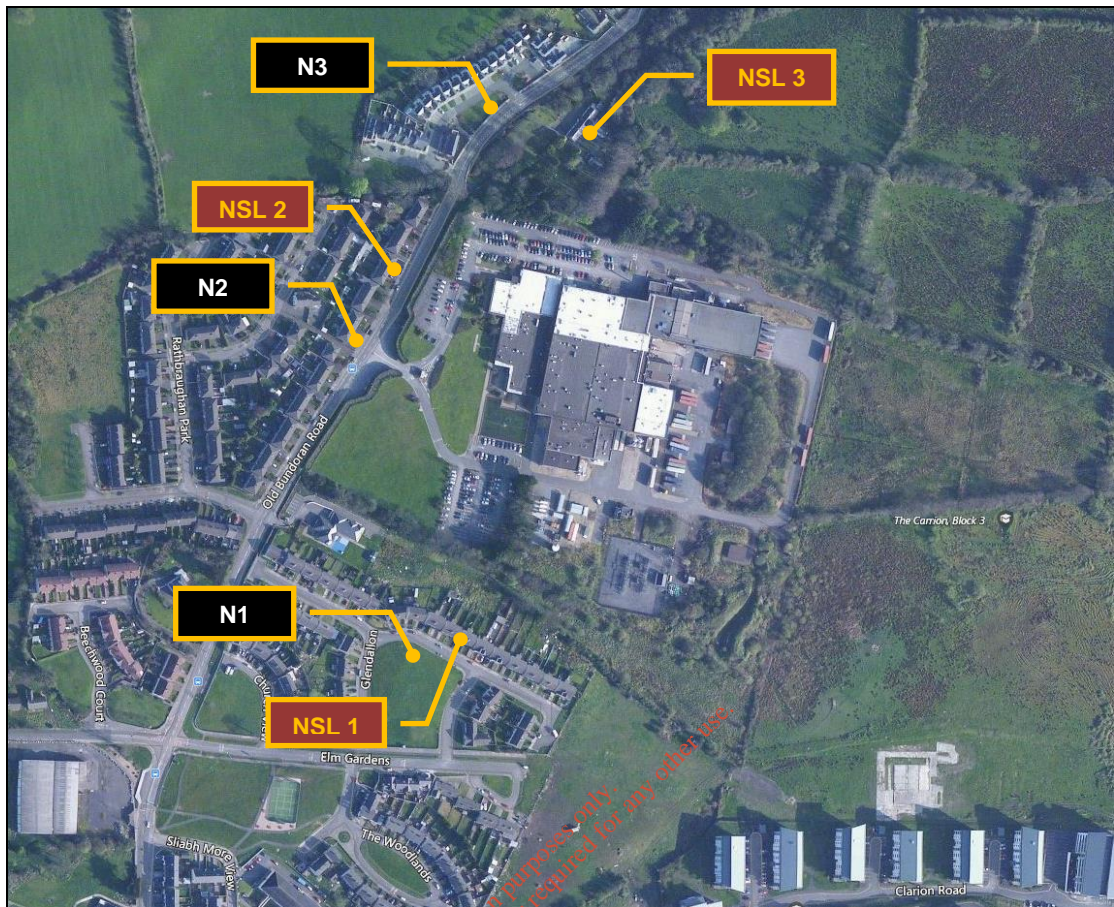 N3
NSL 3
NSL 2
N2
Rathbraughan Park
Old Bundoran Road
The Carrion, Block 3
N1
Glendallon
Beechwood Court
NSL 1
Elm Gardens
n purposes only.
required for any other use.
The Woodlands
Sliabh More View
Clarion Road